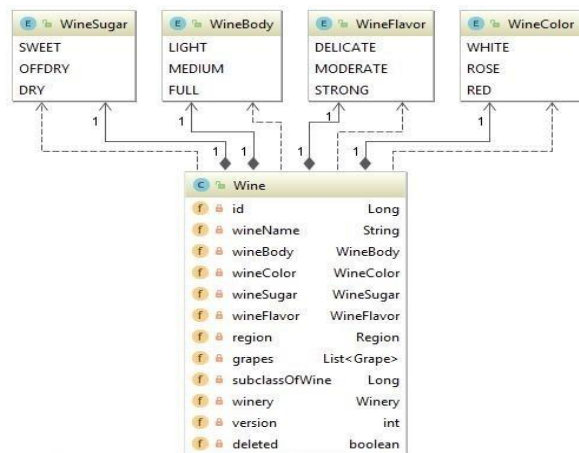 E WineSugar
SWEET
OFFDRY
DRY
E WineBody
LIGHT
MEDIUM
FULL
E WineFlavor
DELICATE
MODERATE
STRONG
E WineColor
WHITE
ROSE
RED
1 1 1 1
1 1 1 1
C Wine
f id Long
f wineName String
f wineBody WineBody
f wineColor WineColor
f wineSugar WineSugar
f wineFlavor WineFlavor
f region Region
f grapes List<Grape>
f subclassOfWine Long
f winery Winery
f version int
f deleted boolean